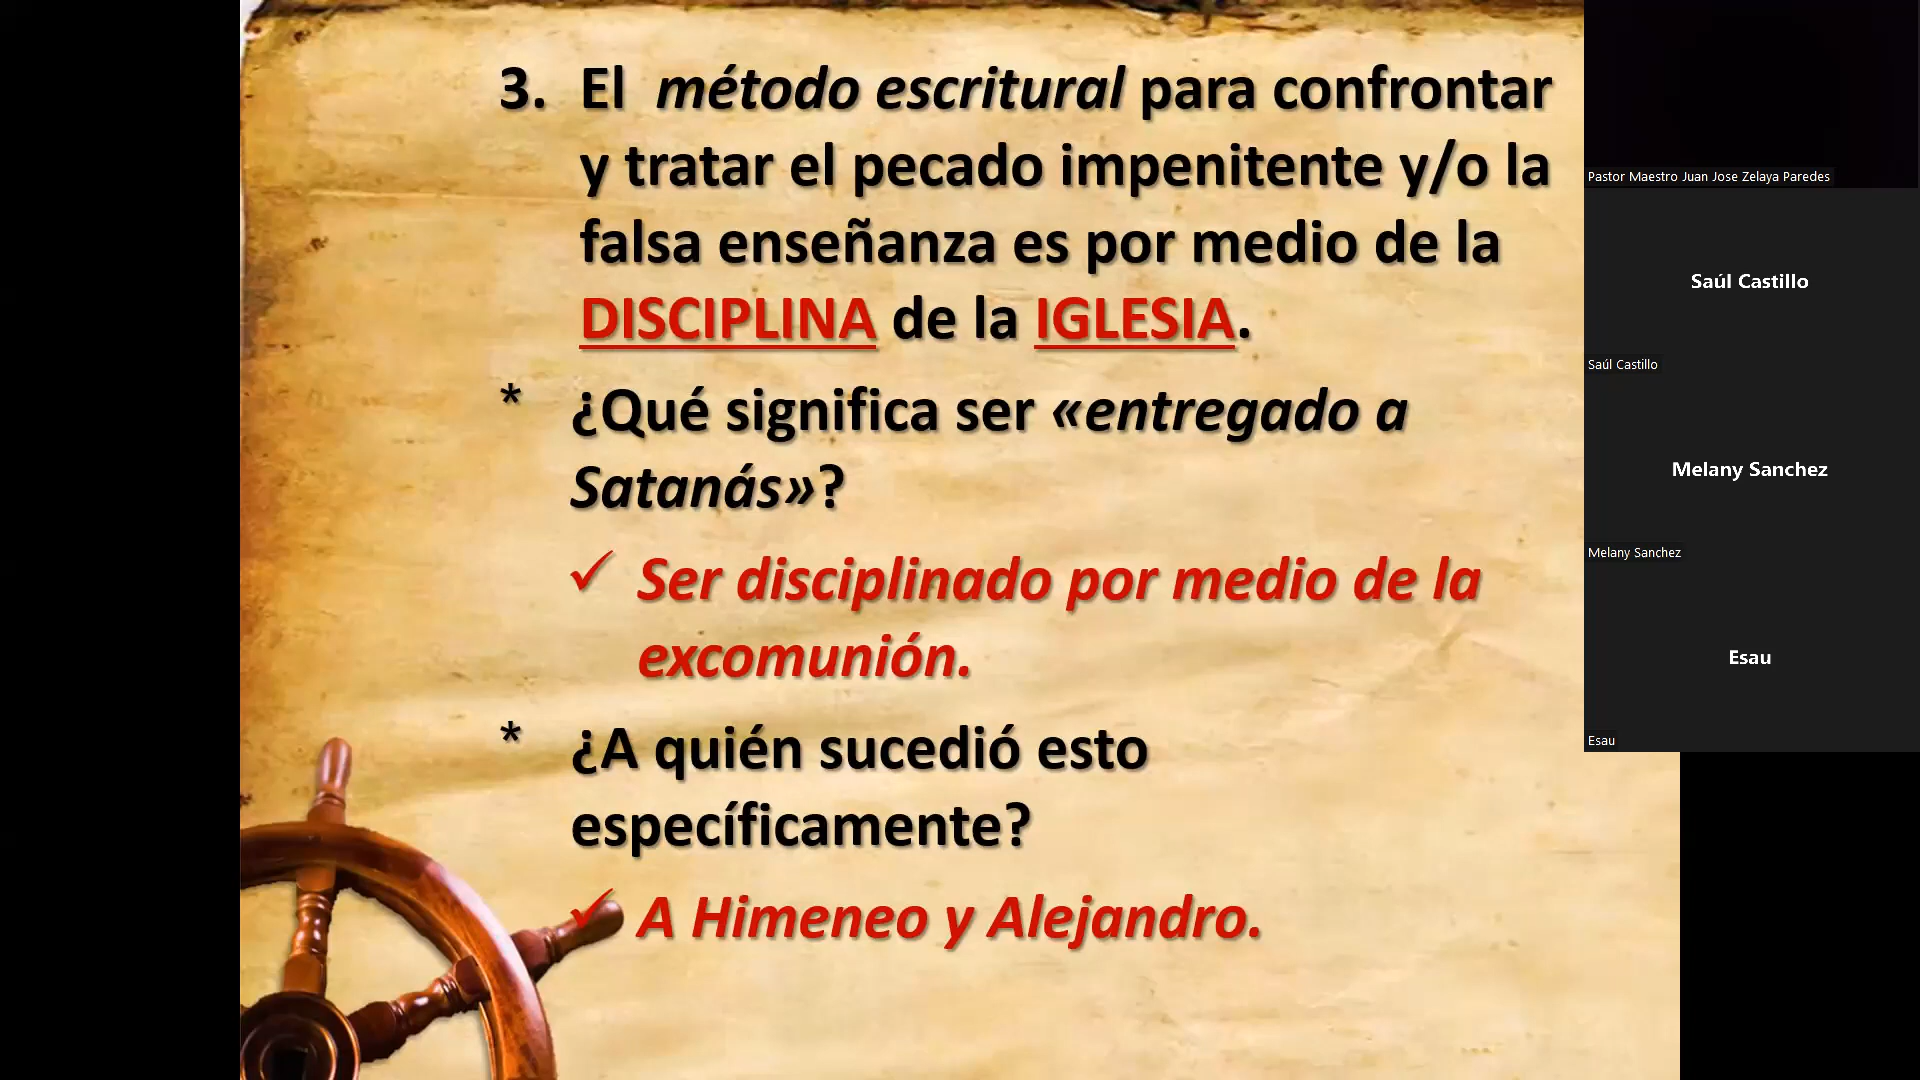 3. El método escritural para confrontar
y tratar el pecado impenitente y/o la
falsa enseñanza es por medio de la
DISCIPLINA de la IGLESIA.
* ¿Qué significa ser «entregado a
Satanás»?
✓ Ser disciplinado por medio de la
excomunión.
* ¿A quién sucedió esto
específicamente?
✓ A Himeneo y Alejandro.
Pastor Maestro Juan Jose Zelaya Paredes
Saúl Castillo
Saúl Castillo
Melany Sanchez
Melany Sanchez
Esau
Esau